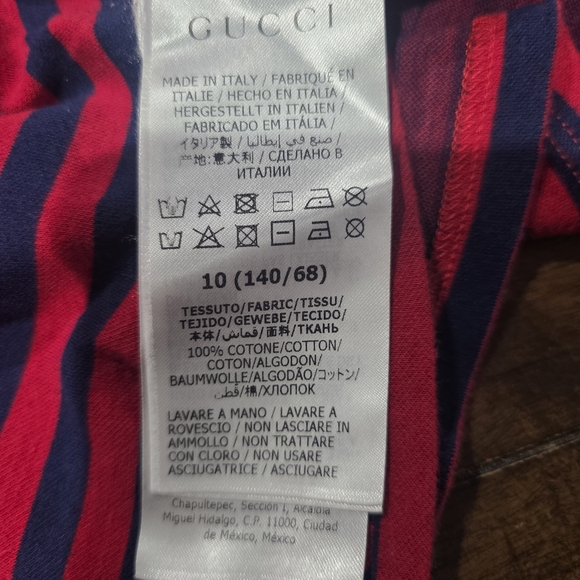 GUCCI
MADE IN ITALY / FABRIQUÉ EN
ITALIE / HECHO EN ITALIA /
HERGESTELLT IN ITALIEN /
FABRICADO EM ITÁLIA /
イタリア製 / صنع في إيطاليا /
产地: 意大利 / СДЕЛАНО В
ИТАЛИИ
10 (140/68)
TESSUTO/FABRIC/TISSU/
TEJIDO/GEWEBE/TECIDO/
本体/قماش/面料/ТКАНЬ
100% COTONE/COTTON/
COTON/ALGODON/
BAUMWOLLE/ALGODÃO/コットン/
قطن/棉/ХЛОПОК
LAVARE A MANO / LAVARE A
ROVESCIO / NON LASCIARE IN
AMMOLLO / NON TRATTARE
CON CLORO / NON USARE
ASCIUGATRICE / ASCIUGARE
Chapultepec, Sección I, Alcaldía
Miguel Hidalgo, C.P. 11000, Ciudad
de México, México